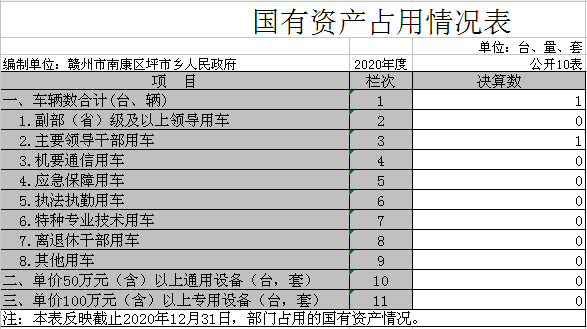 国有资产占用情况表
单位：台、量、套
编制单位：赣州市南康区坪市乡人民政府 2020年度 公开10表
项 目 栏次 决算数
一、车辆数合计(台、辆) 1 1
1.副部（省）级及以上领导用车 2 0
2.主要领导干部用车 3 1
3.机要通信用车 4 0
4.应急保障用车 5 0
5.执法执勤用车 6 0
6.特种专业技术用车 7 0
7.离退休干部用车 8 0
8.其他用车 9 0
二、单价50万元（含）以上通用设备（台，套） 10 0
三、单价100万元（含）以上专用设备（台，套） 11 0
注：本表反映截止2020年12月31日，部门占用的国有资产情况。